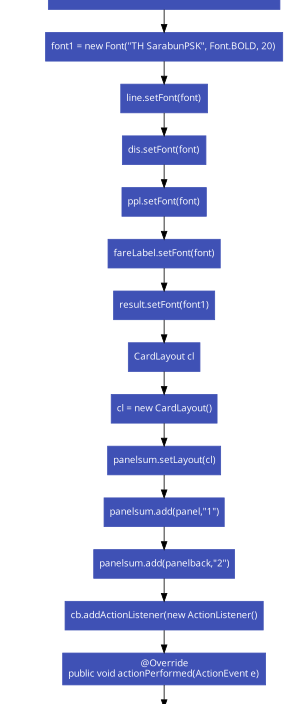 font1 = new Font("TH SarabunPSK", Font.BOLD, 20)
line.setFont(font)
dis.setFont(font)
ppl.setFont(font)
fareLabel.setFont(font)
result.setFont(font1)
CardLayout cl
cl = new CardLayout()
panelsum.setLayout(cl)
panelsum.add(panel,"1")
panelsum.add(panelback,"2")
cb.addActionListener(new ActionListener()
@Override
public void actionPerformed(ActionEvent e)